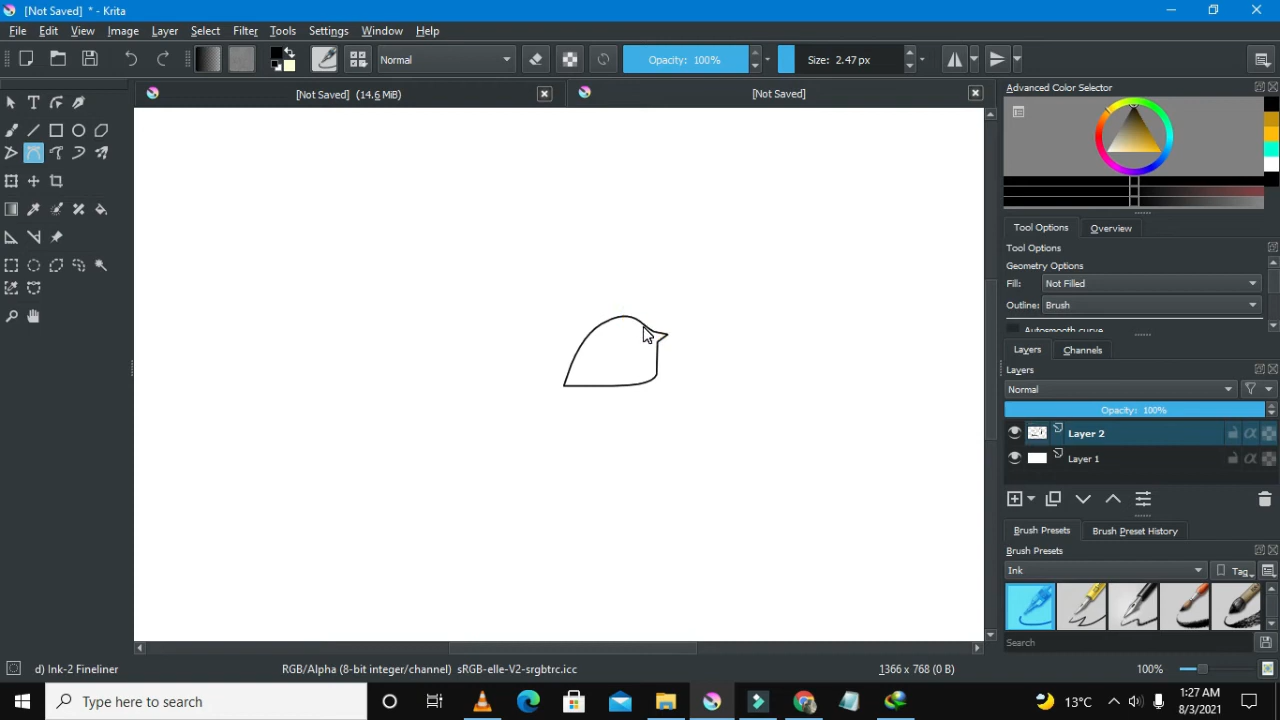 [Not Saved] * - Krita
File Edit View Image Layer Select Filter Tools Settings Window Help
Normal Opacity: 100% Size: 2.47 px
[Not Saved] (14.6 MiB) [Not Saved]
Advanced Color Selector
Tool Options Overview
Tool Options
Geometry Options
Fill: Not Filled
Outline: Brush
Autosmooth curve
Layers Channels
Layers
Normal
Opacity: 100%
Layer 2
Layer 1
Brush Presets Brush Preset History
Brush Presets
Ink Tag
Search
d) Ink-2 Fineliner RGB/Alpha (8-bit integer/channel) sRGB-elle-V2-srgbtrc.icc 1366 x 768 (0 B) 100%
Type here to search 13°C 1:27 AM
8/3/2021